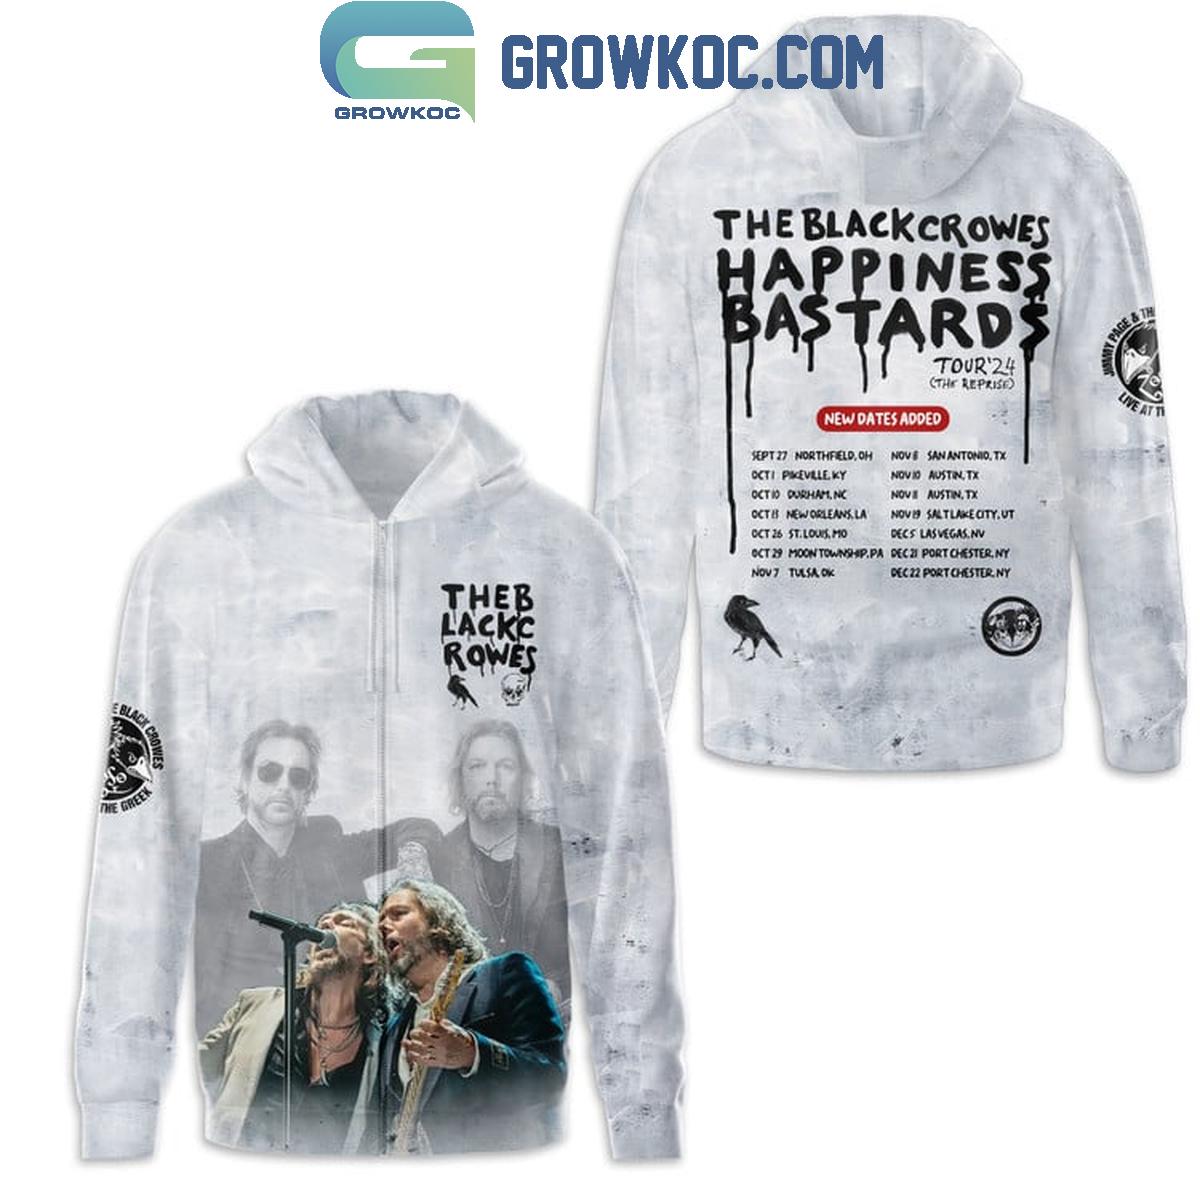 GROWKOC
GROWKOC.COM
THE BLACK CROWES
HAPPINESS
BASTARDS
TOUR'24
(THE REPRISE)
NEW DATES ADDED
SEPT 27 NORTHFIELD, OH
OCT 1 PIKEVILLE, KY
OCT 10 DURHAM, NC
OCT 13 NEW ORLEANS, LA
OCT 26 ST. LOUIS, MO
OCT 29 MOON TOWNSHIP, PA
NOV 7 TULSA, OK
NOV 8 SAN ANTONIO, TX
NOV 10 AUSTIN, TX
NOV 11 AUSTIN, TX
NOV 19 SALT LAKE CITY, UT
DEC 5 LAS VEGAS, NV
DEC 21 PORT CHESTER, NY
DEC 22 PORT CHESTER, NY
JIMMY PAGE & TH
LIVE AT TH
THE B
LACK C
ROWES
E BLACK CROWES
THE GREEK